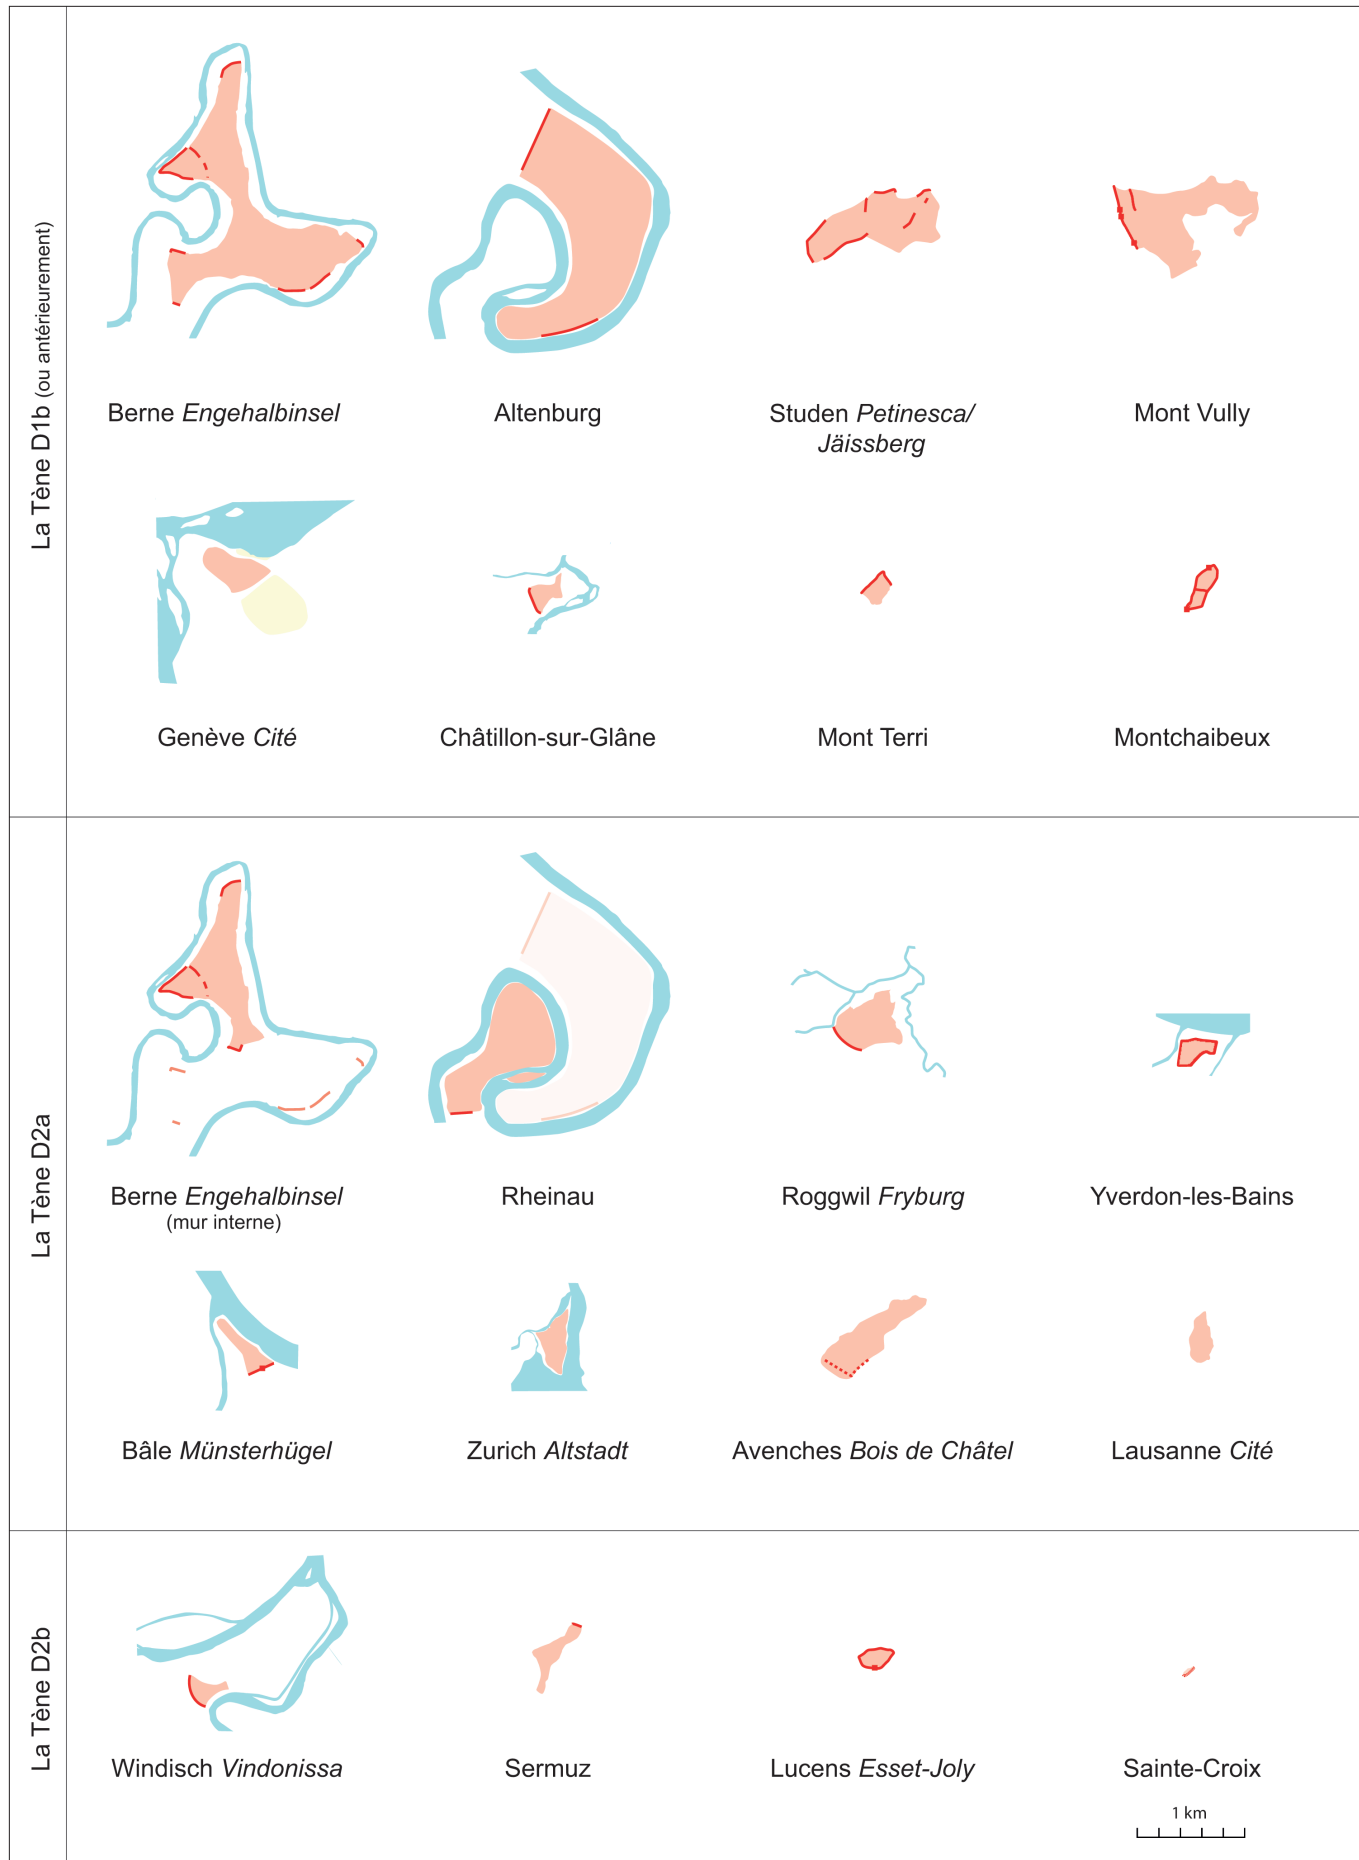 La Tène D1b (ou antérieurement)
Berne Engehalbinsel
Altenburg
Studen Petinesca/
Jäissberg
Mont Vully
Genève Cité
Châtillon-sur-Glâne
Mont Terri
Montchaibeux
La Tène D2a
Berne Engehalbinsel
(mur interne)
Rheinau
Roggwil Fryburg
Yverdon-les-Bains
Bâle Münsterhügel
Zurich Altstadt
Avenches Bois de Châtel
Lausanne Cité
La Tène D2b
Windisch Vindonissa
Sermuz
Lucens Esset-Joly
Sainte-Croix
1 km